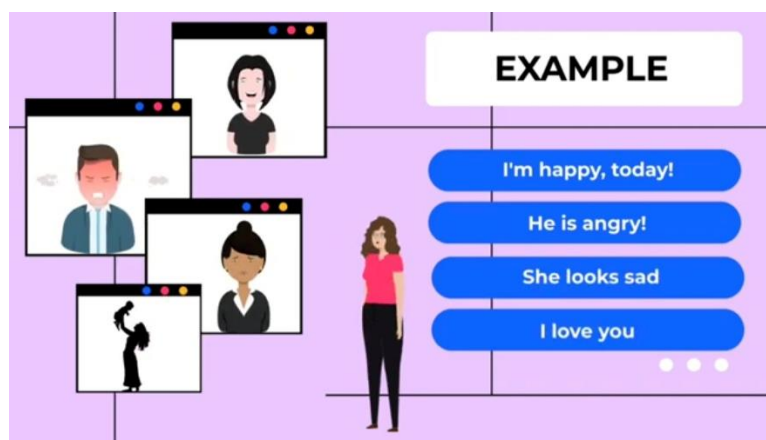 EXAMPLE
I'm happy, today!
He is angry!
She looks sad
I love you